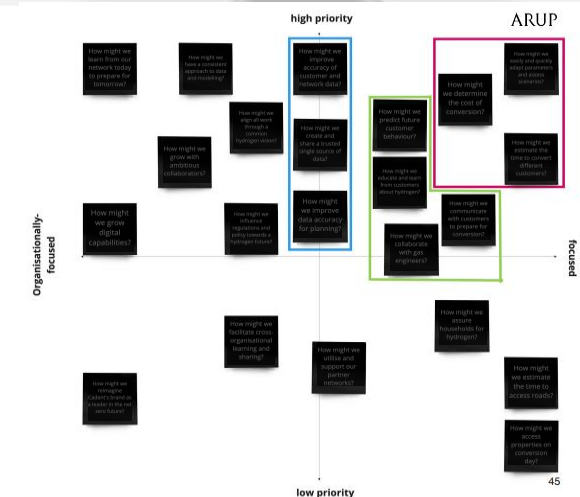 high priority
ARUP
How might we
learn from our
network today
to prepare for
tomorrow?
How might we
have a consistent
approach to data
and modelling?
How might we
improve
accuracy of
customer and
network data?
How might we
easily and quickly
adapt parameters
and assess
scenarios?
How might
we determine
the cost of
conversion?
How might we
align all work
through a
common
hydrogen vision?
How might we
predict future
customer
behaviour?
How might we
create and
share a trusted
single source of
data?
How might we
grow with
ambitious
collaborators?
How might we
estimate the
time to convert
different
customers?
How might we
educate and learn
from customers
about hydrogen?
How might
we improve
data accuracy
for planning?
How might
we grow
digital
capabilities?
How might we
influence
regulations and
policy towards a
hydrogen future?
How might we
communicate
with customers
to prepare for
conversion?
How might we
collaborate
with gas
engineers?
Organisationally-
focused
focused
How might we
assure
households for
hydrogen?
How might we
facilitate cross-
organisational
learning and
sharing?
How might we
utilise and
support our
partner
networks?
How might
we estimate
the time to
access roads?
How might we
reimagine
Cadent's brand as
a leader in the net
zero future?
How might we
access
properties on
conversion
day?
45
low priority